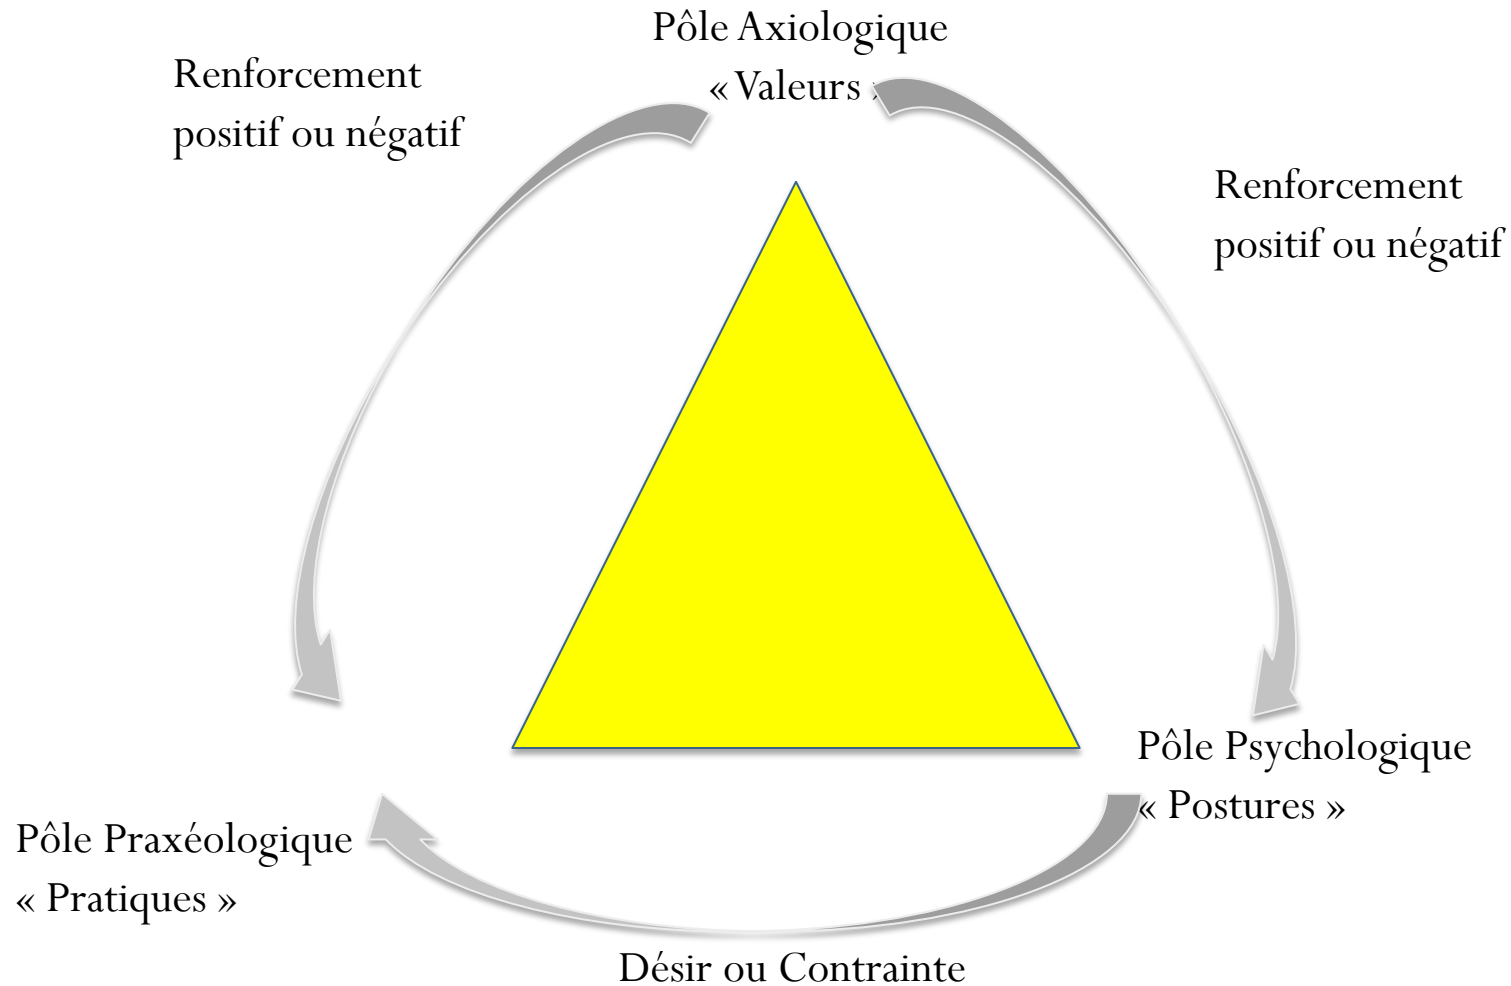 Pôle Axiologique
« Valeurs »
Renforcement
positif ou négatif
Renforcement
positif ou négatif
Pôle Psychologique
« Postures »
Pôle Praxéologique
« Pratiques »
Désir ou Contrainte